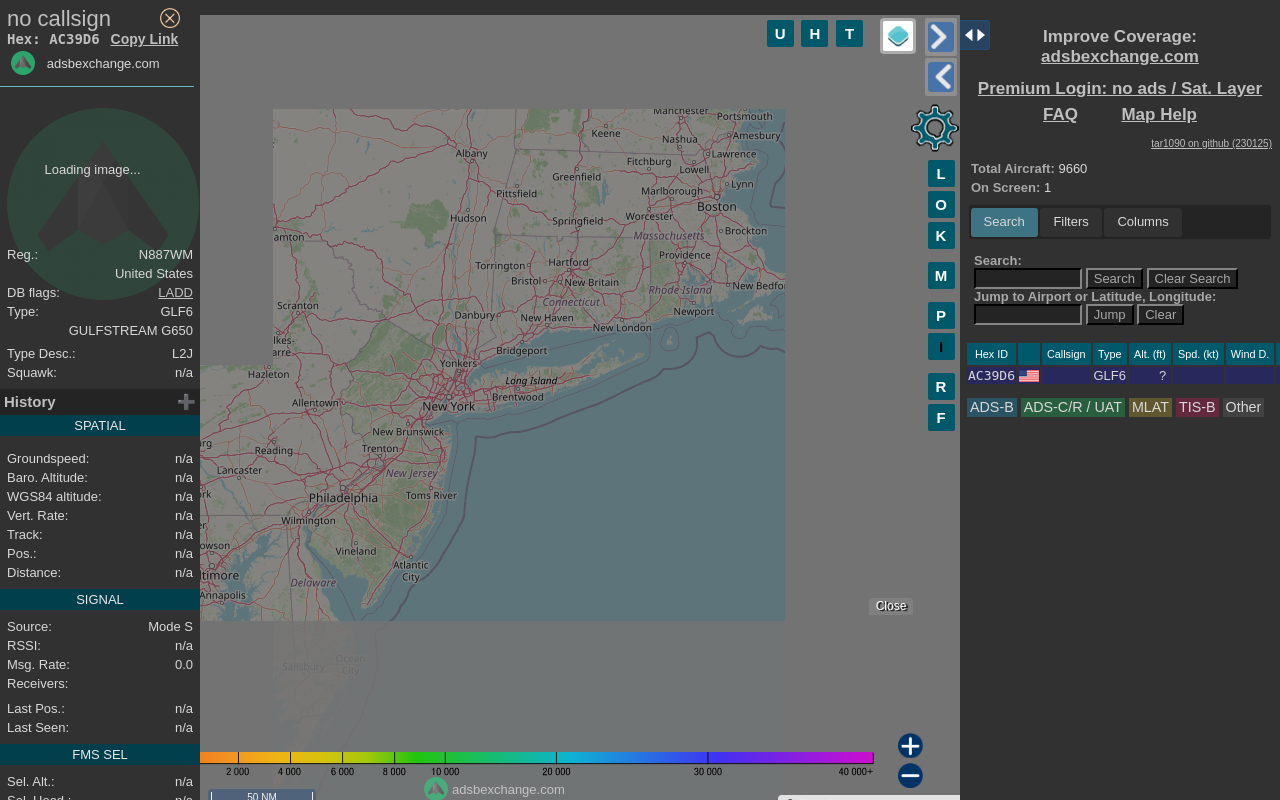 no callsign
Hex: AC39D6 Copy Link
adsbexchange.com
Loading image...
Reg.: N887WM
United States
DB flags: LADD
Type: GLF6
GULFSTREAM G650
Type Desc.: L2J
Squawk: n/a
History
SPATIAL
Groundspeed: n/a
Baro. Altitude: n/a
WGS84 altitude: n/a
Vert. Rate: n/a
Track: n/a
Pos.: n/a
Distance: n/a
SIGNAL
Source: Mode S
RSSI: n/a
Msg. Rate: 0.0
Receivers:
Last Pos.: n/a
Last Seen: n/a
FMS SEL
Sel. Alt.: n/a
Sel. Head.: n/a
U H T
L
O
K
M
P
I
R
F
Manchester
Portsmouth
Keene
Nashua
Amesbury
Albany
Fitchburg
Lawrence
Greenfield
Lowell
Pittsfield
Marlborough
Lynn
Hudson
Springfield
Worcester
Boston
Massachusetts
Brockton
Torrington
Hartford
Providence
Bristol
New Britain
Rhode Island
New Bedfor
Scranton
Connecticut
Newport
Danbury
New Haven
New London
Bridgeport
Yonkers
Hazleton
Long Island
Allentown
New York
Brentwood
New Brunswick
Reading
Trenton
Lancaster
New Jersey
Philadelphia
Toms River
Wilmington
Vineland
Atlantic
City
Delaware
Annapolis
Salisbury
Ocean
City
Close
2 000 4 000 6 000 8 000 10 000 20 000 30 000 40 000+
50 NM
adsbexchange.com
Improve Coverage:
adsbexchange.com
Premium Login: no ads / Sat. Layer
FAQ Map Help
tar1090 on github (230125)
Total Aircraft: 9660
On Screen: 1
Search Filters Columns
Search:
Search Clear Search
Jump to Airport or Latitude, Longitude:
Jump Clear
Hex ID Callsign Type Alt. (ft) Spd. (kt) Wind D.
AC39D6 GLF6 ?
ADS-B ADS-C/R / UAT MLAT TIS-B Other